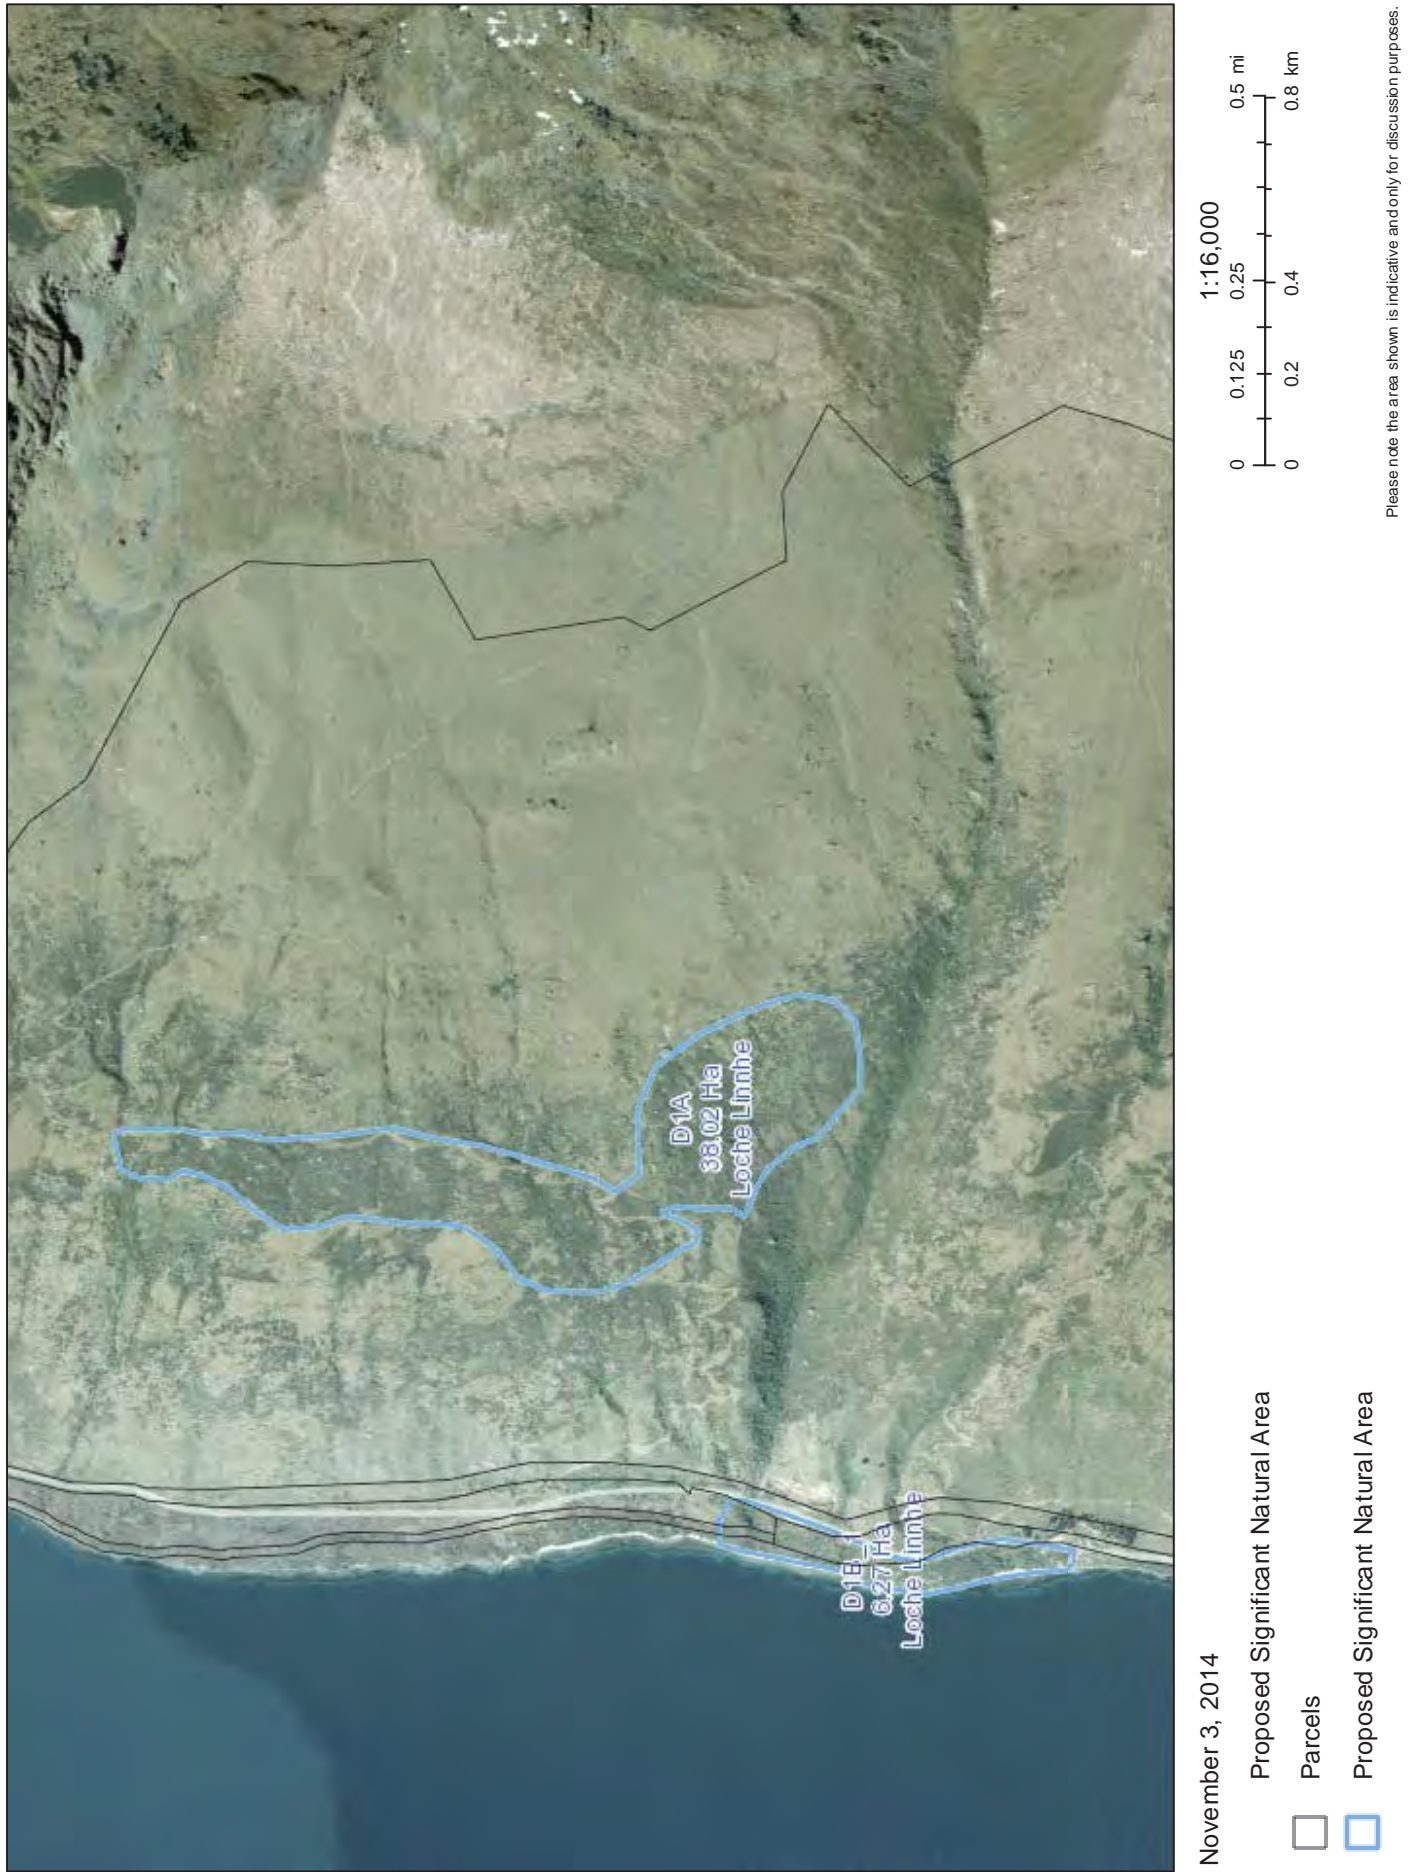 D1A
38.02 Ha
Loche Linnhe
D1B_1
6.27 Ha
Loche Linnhe
November 3, 2014
Proposed Significant Natural Area
Parcels
Proposed Significant Natural Area
1:16,000
0 0.125 0.25 0.5 mi
0 0.2 0.4 0.8 km
Please note the area shown is indicative and only for discussion purposes.